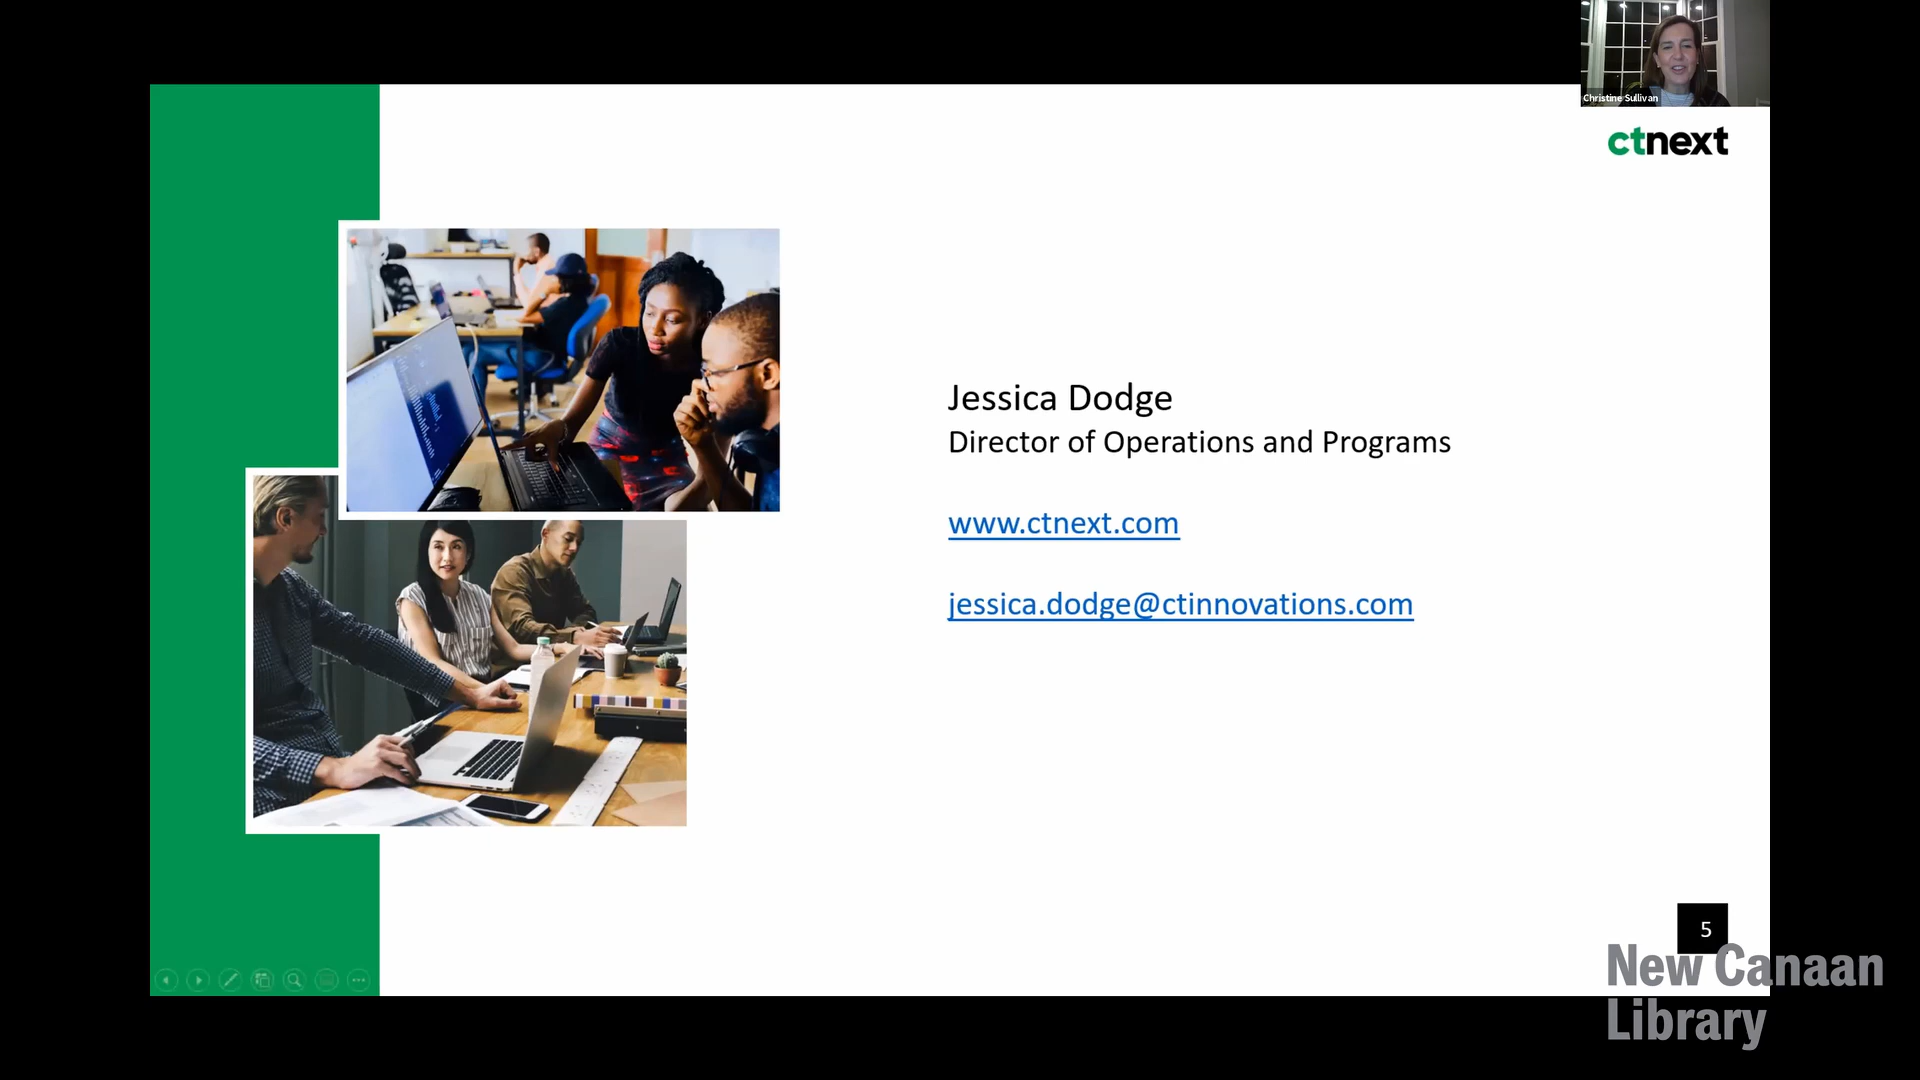 Christine Sullivan
ctnext
Jessica Dodge
Director of Operations and Programs
www.ctnext.com
jessica.dodge@ctinnovations.com
5
New Canaan
Library